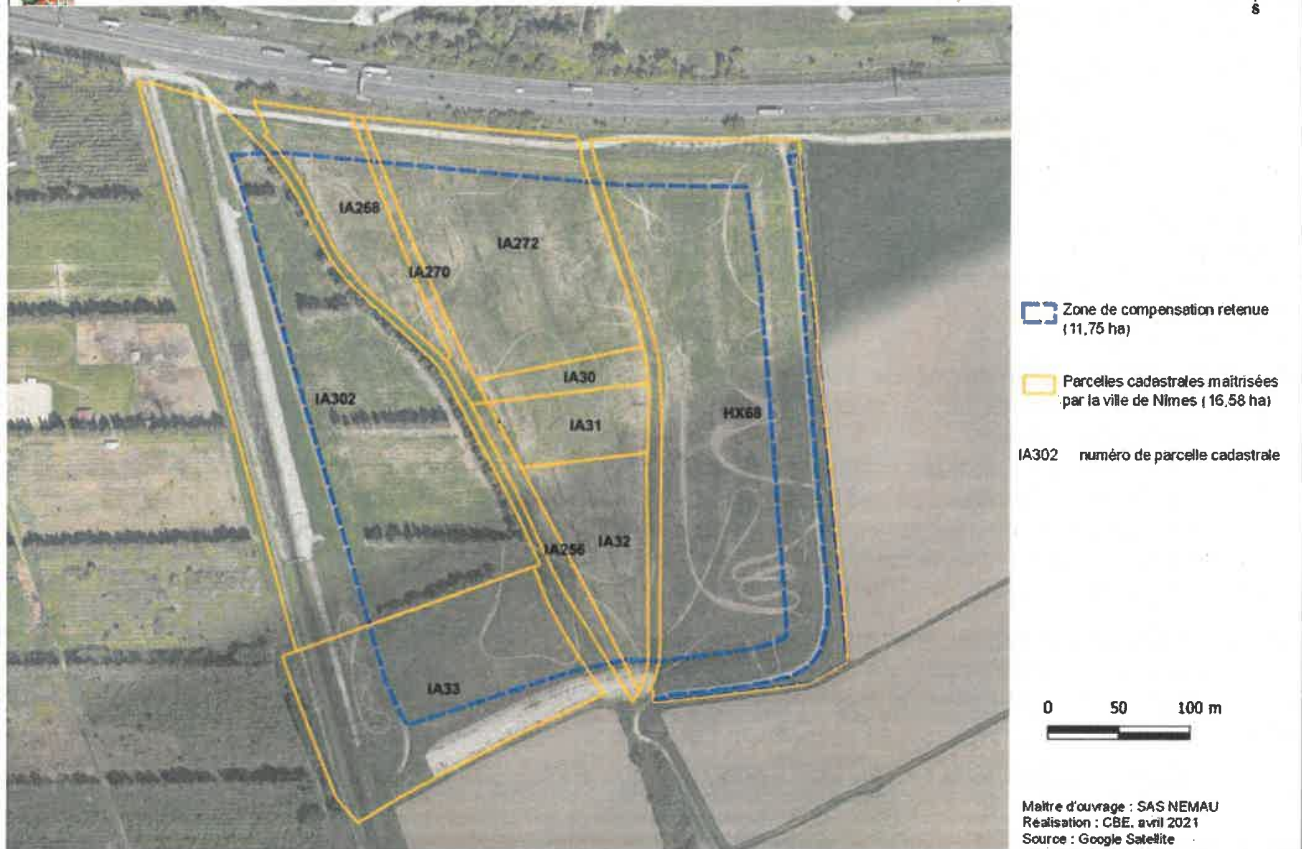 IA268
IA272
IA270
IA30
IA302
IA31
HX68
IA256
IA32
IA33
Zone de compensation retenue
(11,75 ha)
Parcelles cadastrales maîtrisées
par la ville de Nîmes (16,58 ha)
IA302 numéro de parcelle cadastrale
0 50 100 m
Maître d'ouvrage : SAS NEMAU
Réalisation : CBE, avril 2021
Source : Google Satellite